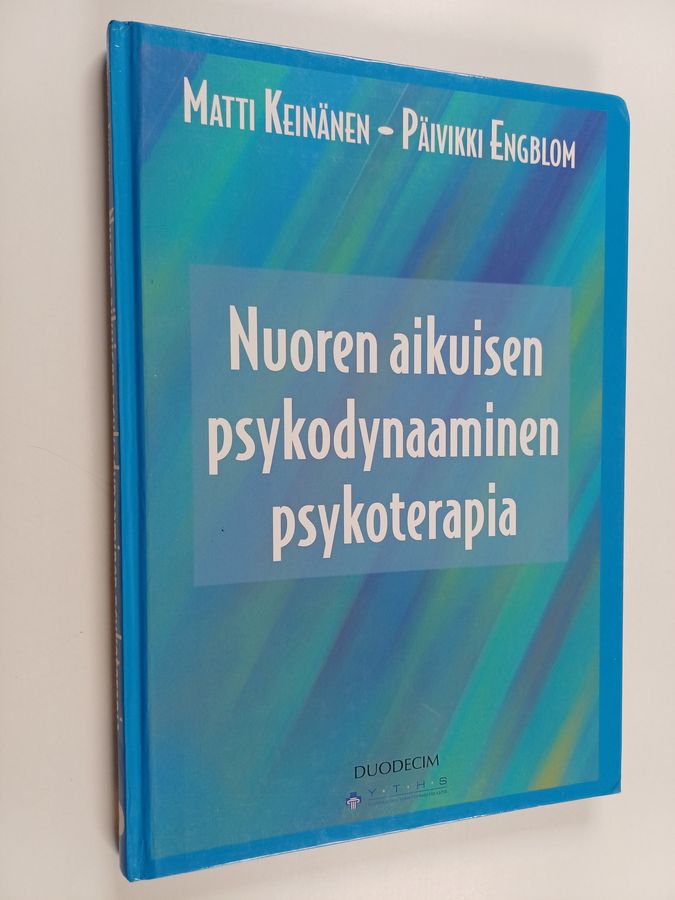 MATTI KEINÄNEN • PÄIVIKKI ENGBLOM
Nuoren aikuisen
psykodynaaminen
psykoterapia
DUODECIM
Y•T•H•S